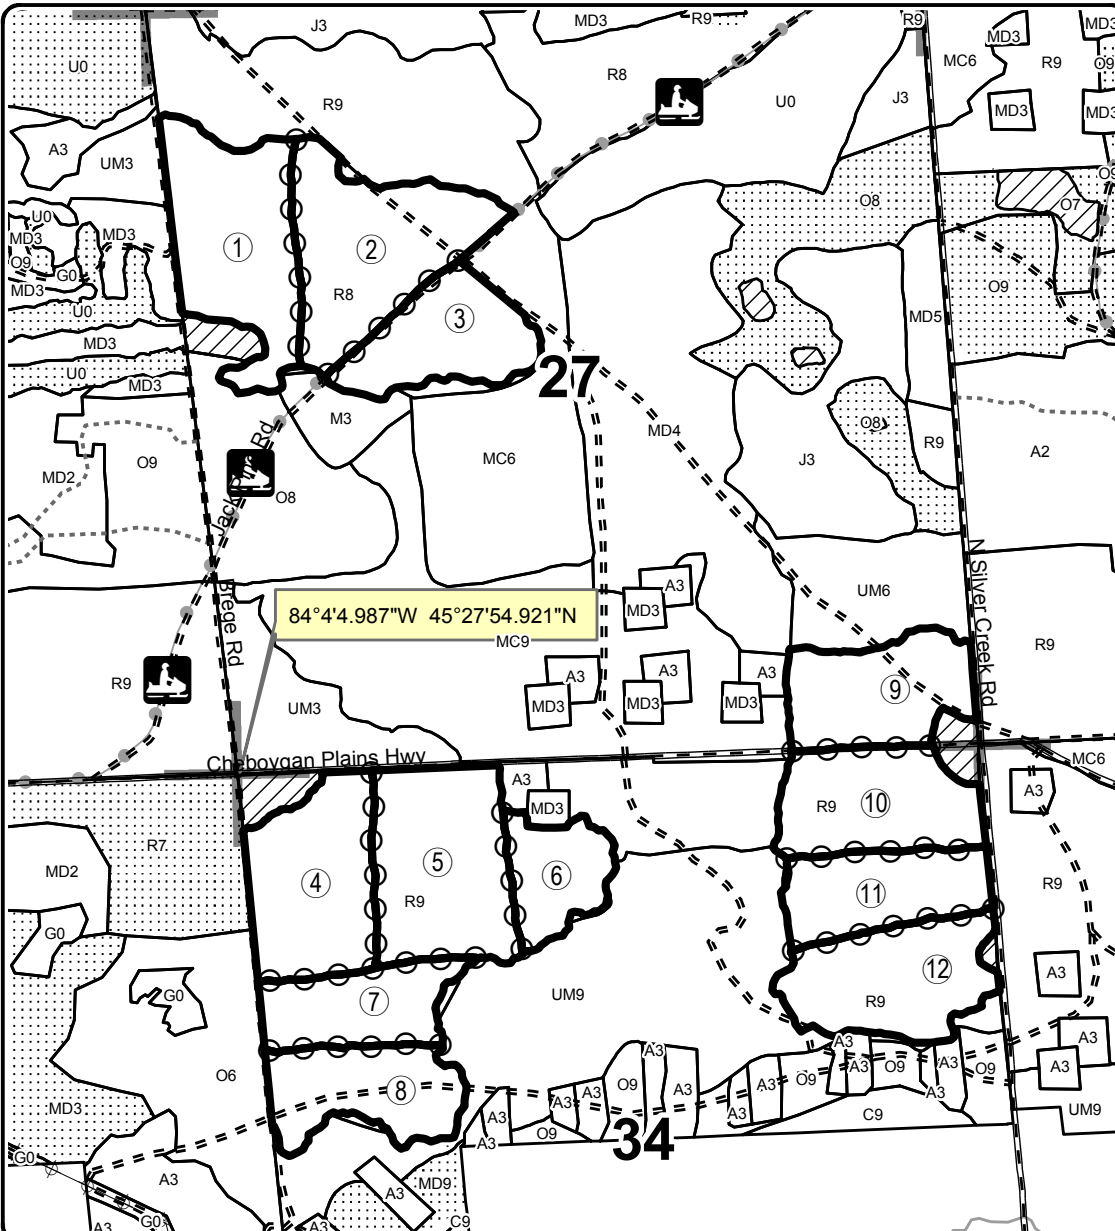 J3
MD3
R9
R9
MD3
MD3
U0
R8
MC6
R9
O9
R9
U0
J3
MD3
MD3
A3
UM3
O9
O8
O7
U0
MD3
MD3
O9
G0
MD3
U0
MD3
U0
MD3
1
2
R8
3
O9
MD5
27
M3
MD4
O8
R9
A2
MC6
J3
MD2
O9
O8
Jack Pine Rd
Brege Rd
84°4'4.987"W 45°27'54.921"N
MC9
A3
MD3
UM6
N Silver Creek Rd
R9
R9
UM3
A3
MD3
A3
MD3
A3
MD3
9
Cheboygan Plains Hwy
MC6
A3
MD3
A3
R9
10
R7
MD2
4
5
R9
6
11
R9
G0
12
A3
R9
7
UM9
G0
O6
8
MD3
A3
A3
A3
O9
A3
A3
A3
A3
O9
A3
A3
O9
A3
A3
O9
A3
A3
UM9
C9
O9
A3
34
G0
A3
A3
MD9
C9
A3
G0
A3